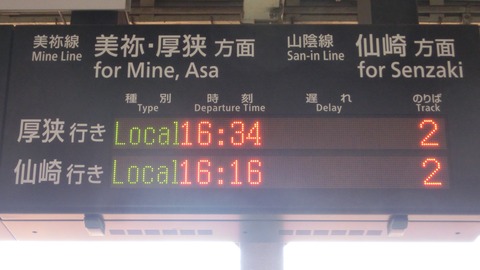 美祢線 美祢・厚狭 方面 山陰線 仙崎 方面
Mine Line for Mine, Asa San-in Line for Senzaki
種別 時刻 遅れ のりば
Type Departure Time Delay Track
厚狭 行き Local 16:34 2
仙崎 行き Local 16:16 2